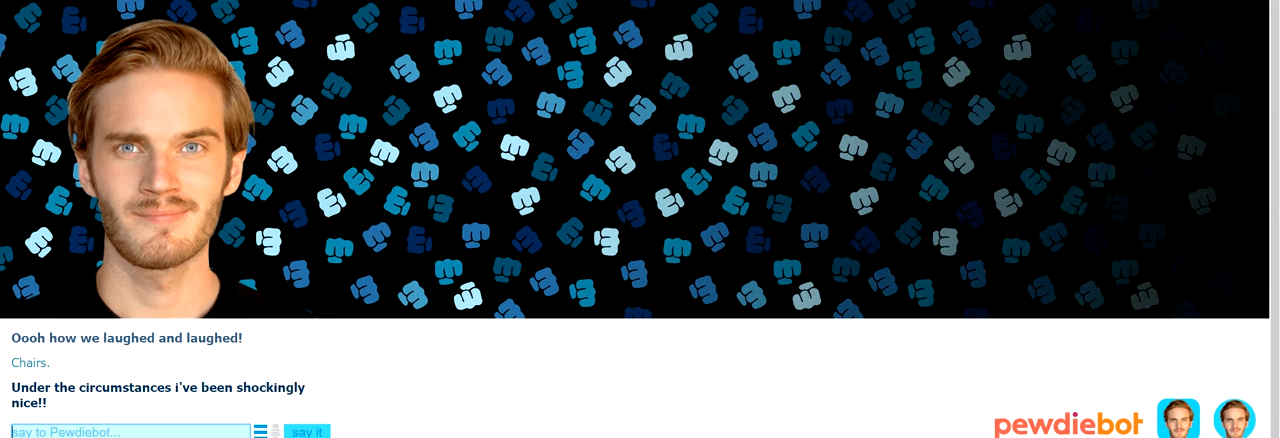 Oooh how we laughed and laughed!
Chairs.
Under the circumstances i've been shockingly
nice!!
say to Pewdiebot...
say it
pewdiebot